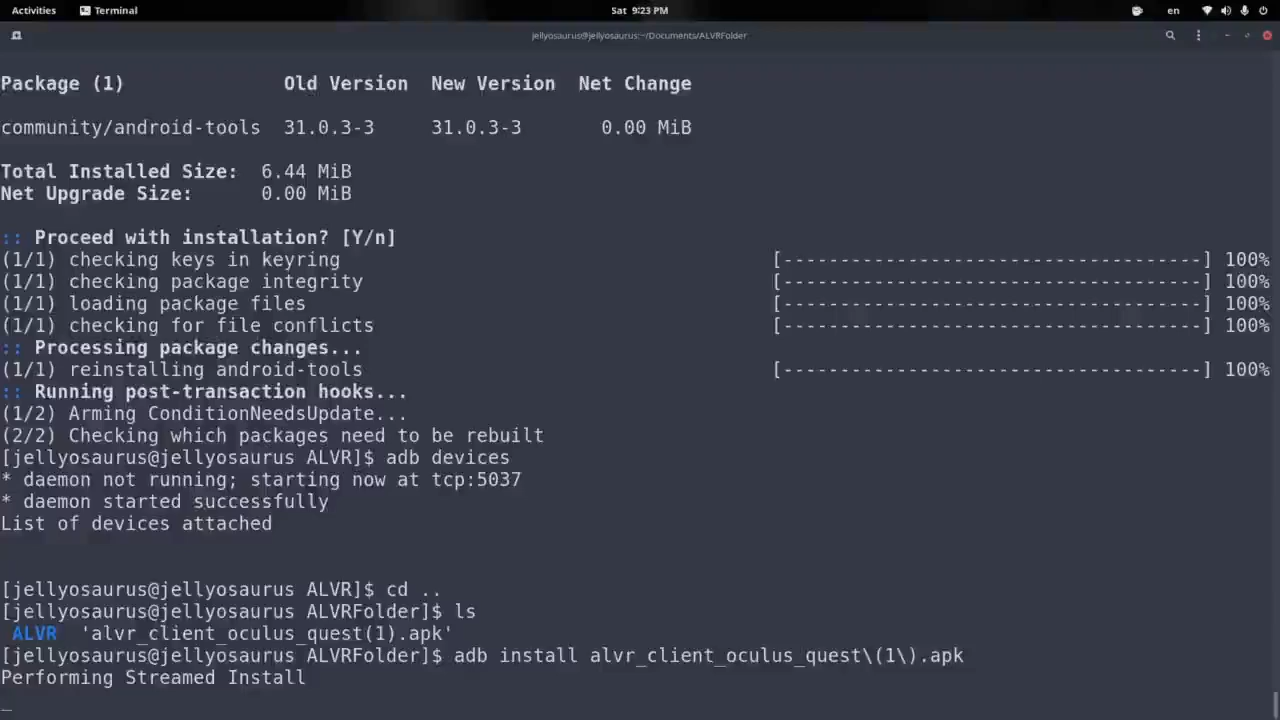 Activities Terminal Sat 9:23 PM en
jellyosaurus@jellyosaurus:~/Documents/ALVRFolder
Package (1) Old Version New Version Net Change
community/android-tools 31.0.3-3 31.0.3-3 0.00 MiB
Total Installed Size: 6.44 MiB
Net Upgrade Size: 0.00 MiB
:: Proceed with installation? [Y/n]
(1/1) checking keys in keyring [-------------------------------------] 100%
(1/1) checking package integrity [-------------------------------------] 100%
(1/1) loading package files [-------------------------------------] 100%
(1/1) checking for file conflicts [-------------------------------------] 100%
:: Processing package changes...
(1/1) reinstalling android-tools [-------------------------------------] 100%
:: Running post-transaction hooks...
(1/2) Arming ConditionNeedsUpdate...
(2/2) Checking which packages need to be rebuilt
[jellyosaurus@jellyosaurus ALVR]$ adb devices
* daemon not running; starting now at tcp:5037
* daemon started successfully
List of devices attached
[jellyosaurus@jellyosaurus ALVR]$ cd ..
[jellyosaurus@jellyosaurus ALVRFolder]$ ls
ALVR 'alvr_client_oculus_quest(1).apk'
[jellyosaurus@jellyosaurus ALVRFolder]$ adb install alvr_client_oculus_quest\(1\).apk
Performing Streamed Install